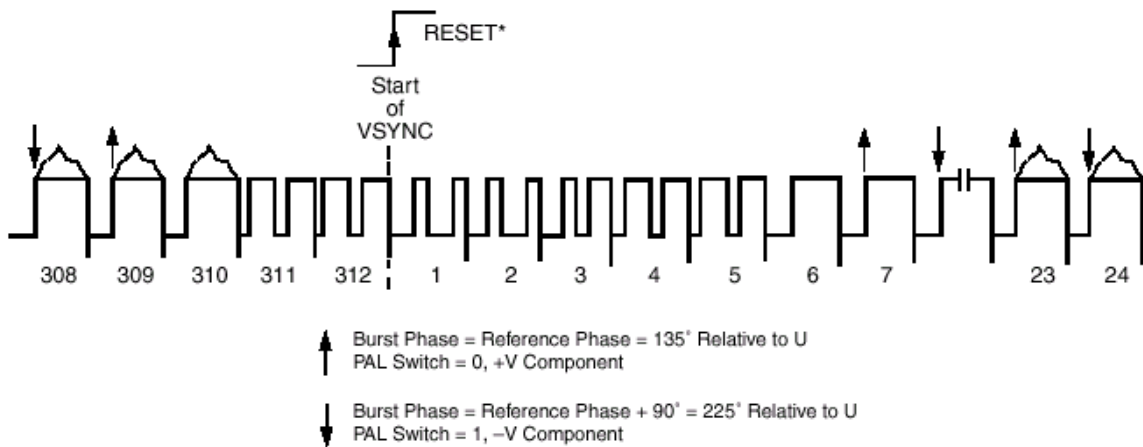 RESET*
Start
of
VSYNC
308 309 310 311 312 1 2 3 4 5 6 7 23 24
Burst Phase = Reference Phase = 135° Relative to U
PAL Switch = 0, +V Component
Burst Phase = Reference Phase + 90° = 225° Relative to U
PAL Switch = 1, –V Component